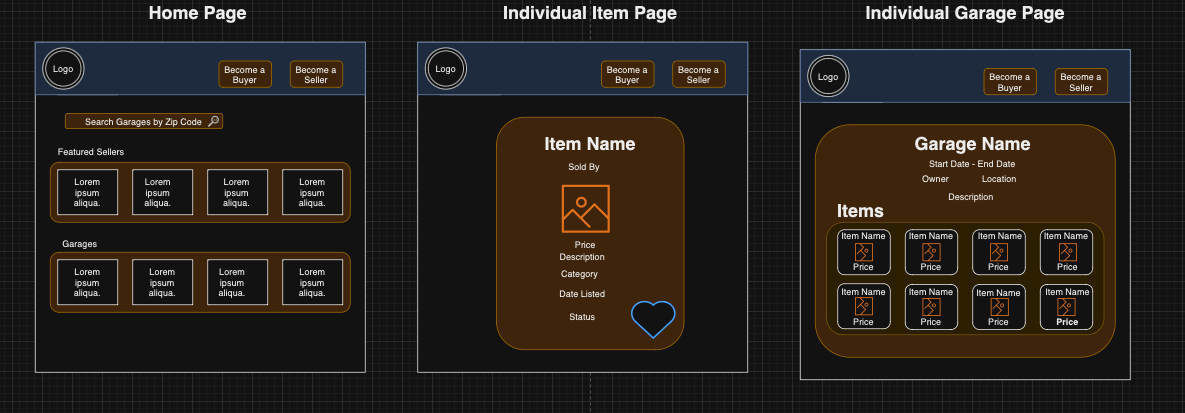 Home Page
Logo
Become a
Buyer
Become a
Seller
Search Garages by Zip Code
Featured Sellers
Lorem
ipsum
aliqua.
Lorem
ipsum
aliqua.
Lorem
ipsum
aliqua.
Lorem
ipsum
aliqua.
Garages
Lorem
ipsum
aliqua.
Lorem
ipsum
aliqua.
Lorem
ipsum
aliqua.
Lorem
ipsum
aliqua.
Individual Item Page
Logo
Become a
Buyer
Become a
Seller
Item Name
Sold By
Price
Description
Category
Date Listed
Status
Individual Garage Page
Logo
Become a
Buyer
Become a
Seller
Garage Name
Start Date - End Date
Owner Location
Description
Items
Item Name
Price
Item Name
Price
Item Name
Price
Item Name
Price
Item Name
Price
Item Name
Price
Item Name
Price
Item Name
Price